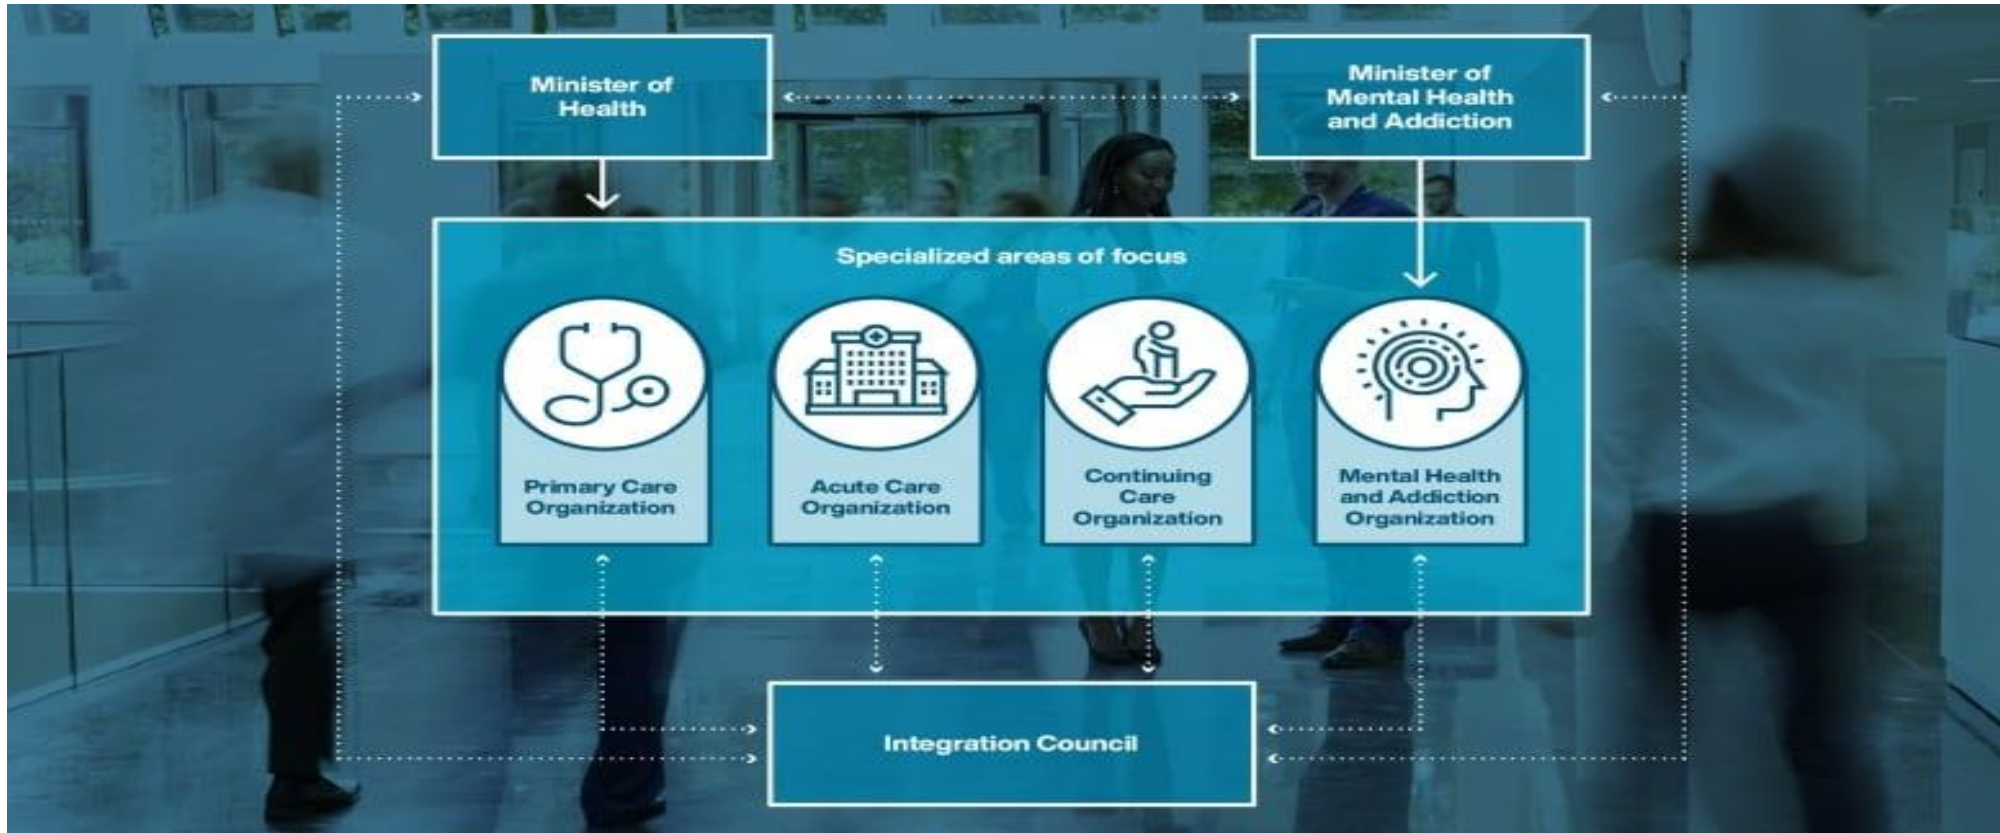 Minister of
Health
Minister of
Mental Health
and Addiction
Specialized areas of focus
Primary Care
Organization
Acute Care
Organization
Continuing
Care
Organization
Mental Health
and Addiction
Organization
Integration Council